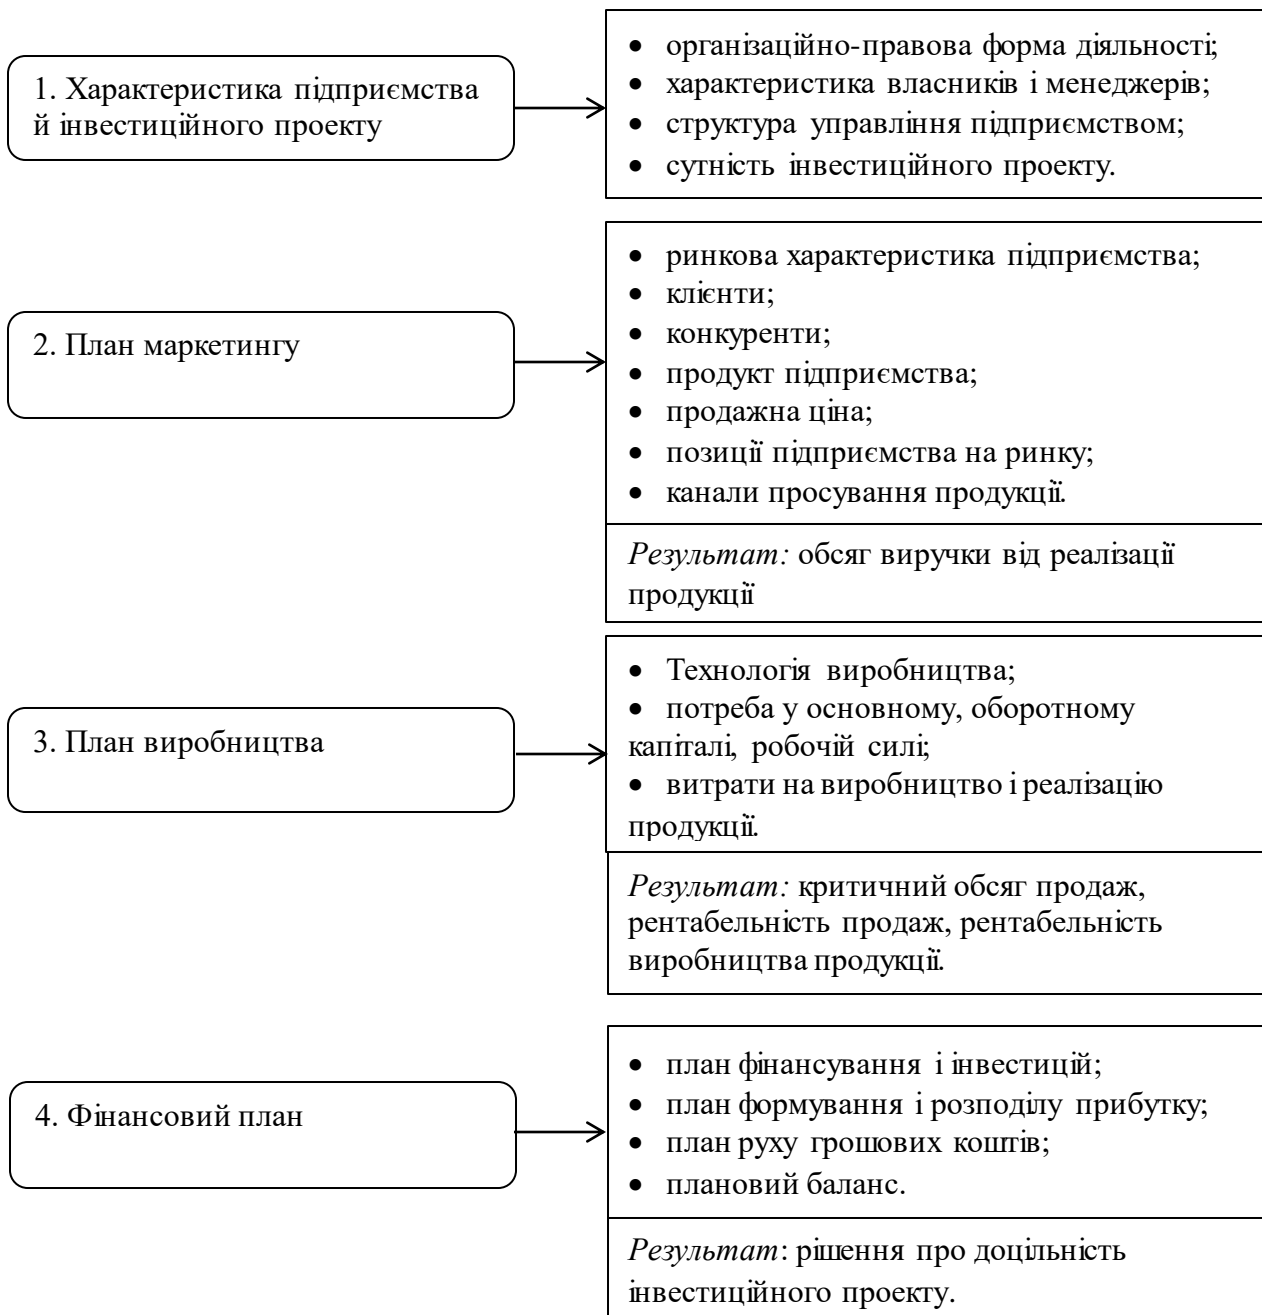 1. Характеристика підприємства
й інвестиційного проекту
• організаційно-правова форма діяльності;
• характеристика власників і менеджерів;
• структура управління підприємством;
• сутність інвестиційного проекту.
2. План маркетингу
• ринкова характеристика підприємства;
• клієнти;
• конкуренти;
• продукт підприємства;
• продажна ціна;
• позиції підприємства на ринку;
• канали просування продукції.
Результат: обсяг виручки від реалізації
продукції
3. План виробництва
• Технологія виробництва;
• потреба у основному, оборотному
капіталі, робочій силі;
• витрати на виробництво і реалізацію
продукції.
Результат: критичний обсяг продаж,
рентабельність продаж, рентабельність
виробництва продукції.
4. Фінансовий план
• план фінансування і інвестицій;
• план формування і розподілу прибутку;
• план руху грошових коштів;
• плановий баланс.
Результат: рішення про доцільність
інвестиційного проекту.